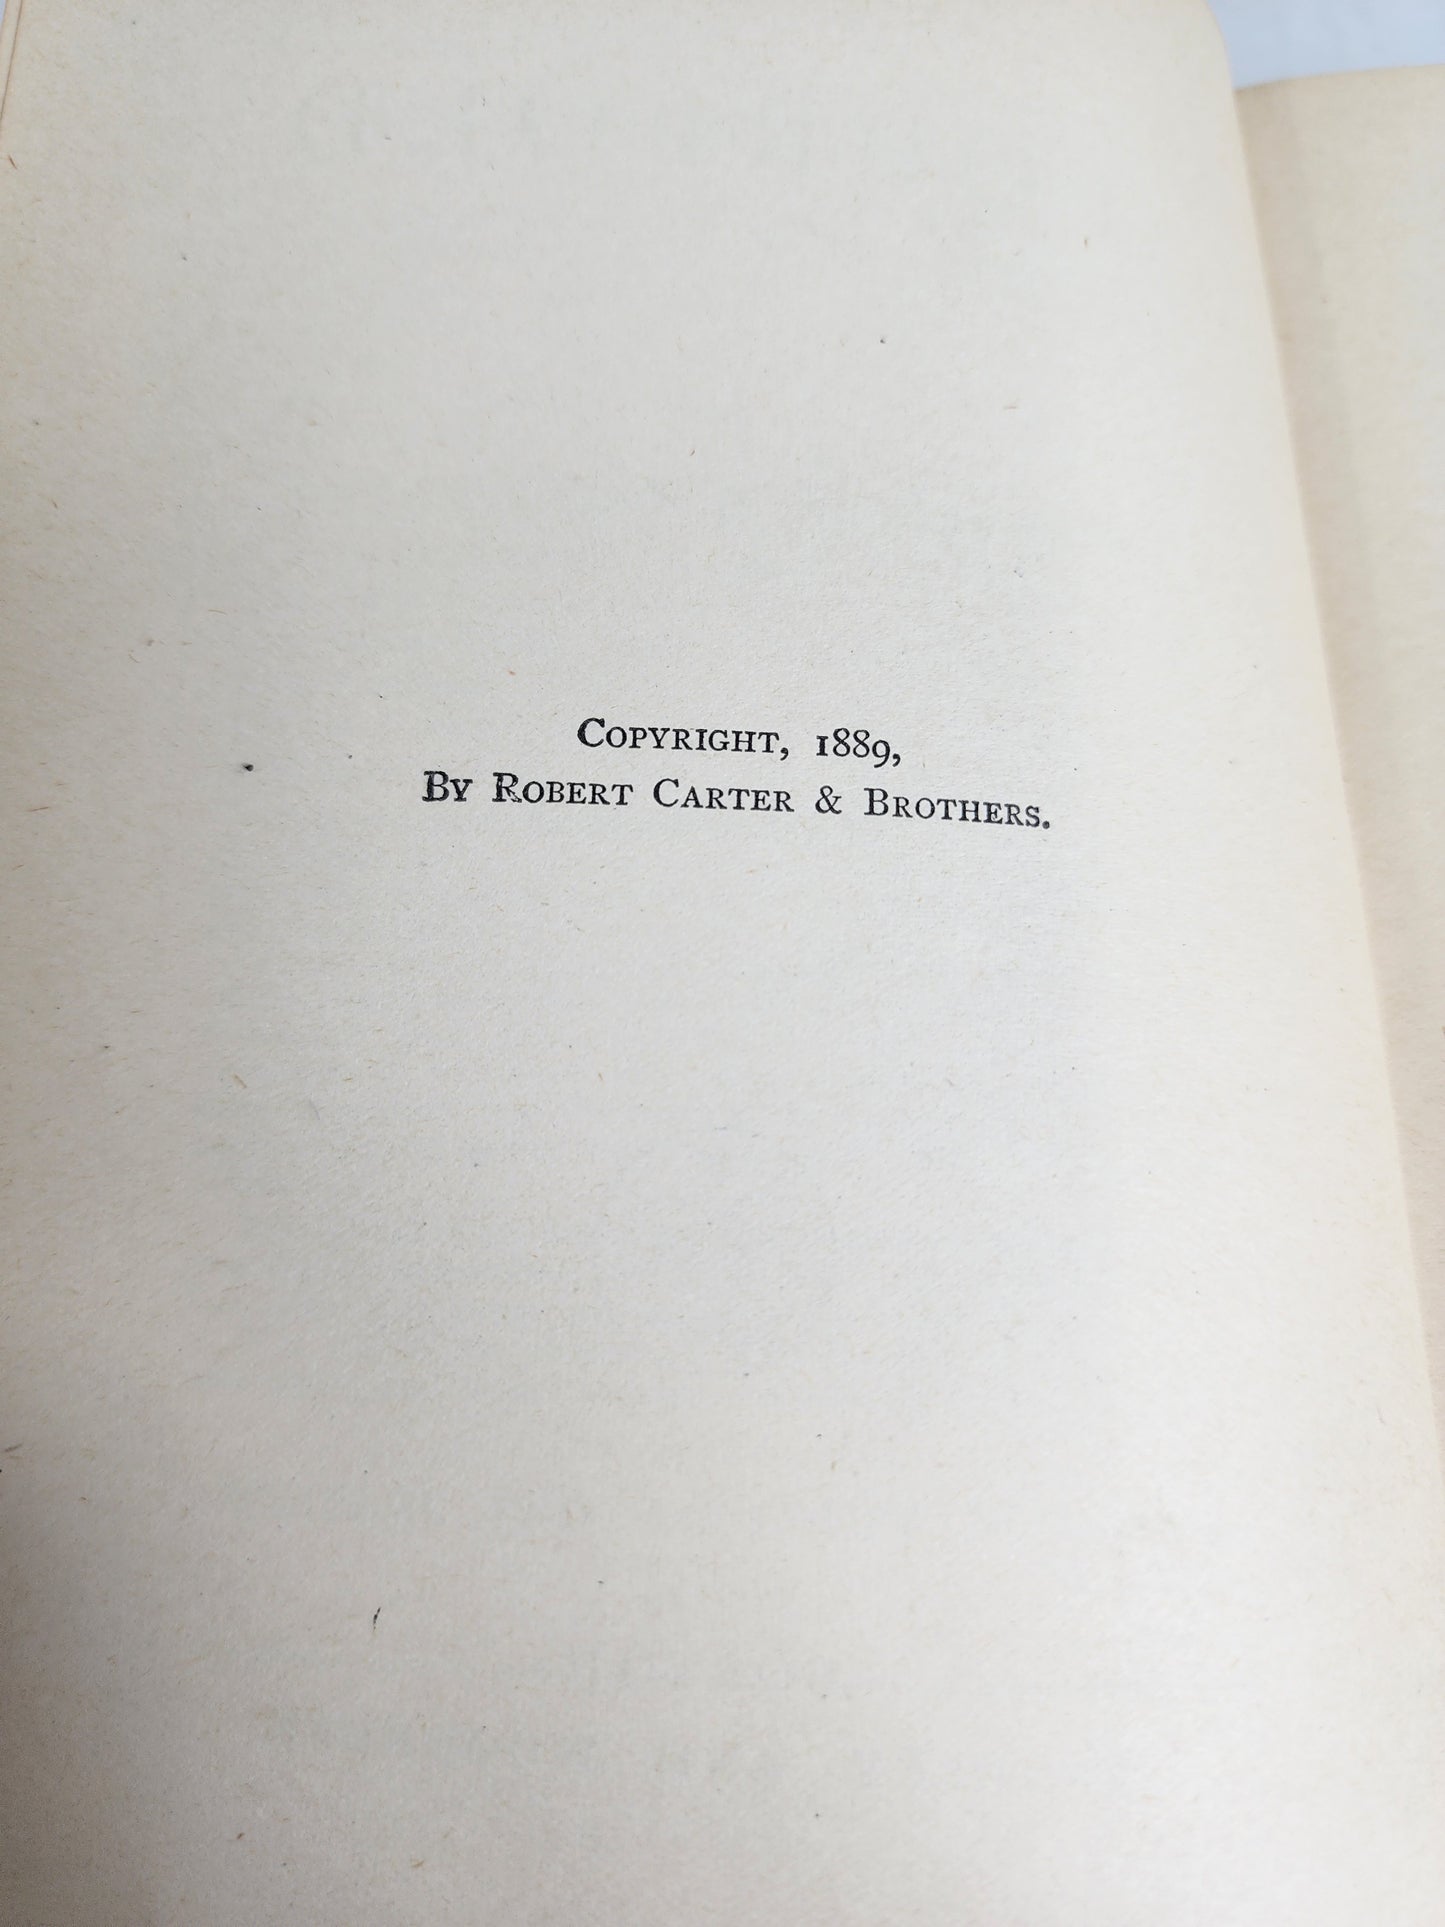 Copyright, 1889,
By Robert Carter & Brothers.